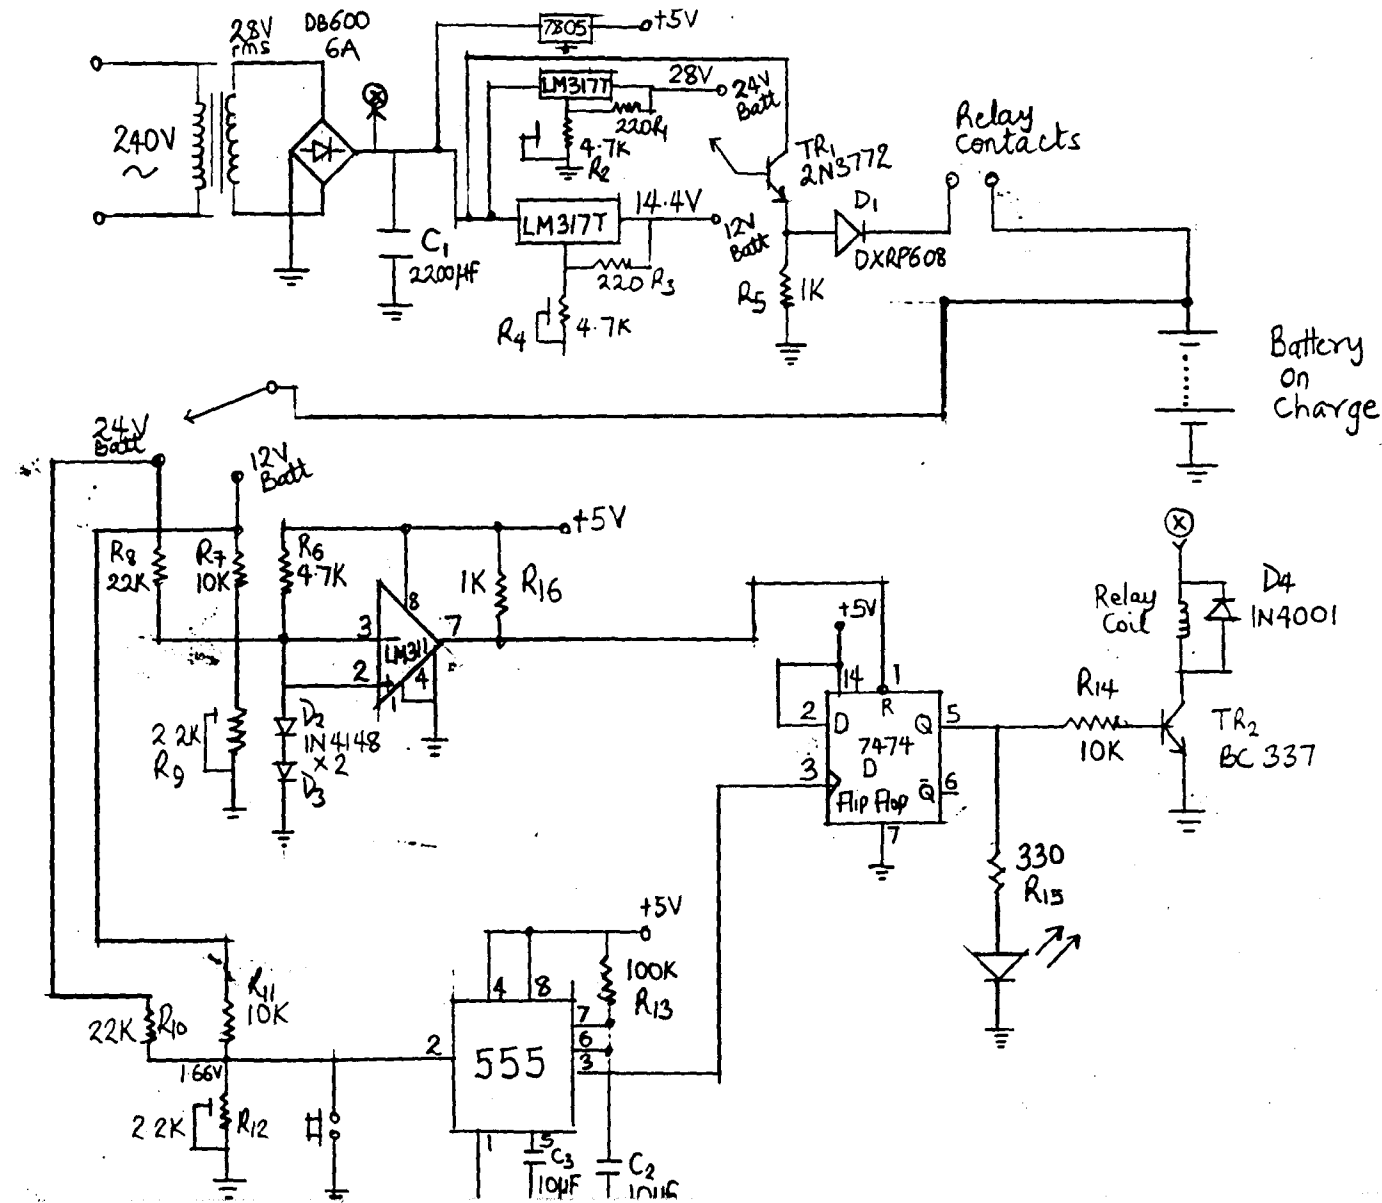 28V
rms
DB600
6A
7805
+5V
240V
LM317T
28V
24V
Batt
220R1
4.7K
R2
TR1
2N3772
Relay
contacts
LM317T
14.4V
12V
Batt
C1
2200µF
220 R3
R4
4.7K
D1
DXRP608
R5
1K
Battery
on
charge
24V
Batt
12V
Batt
+5V
R8
22K
R7
10K
R6
4.7K
1K
R16
8
3
LM311
7
2
4
1
D2
1N4148
×2
D3
2.2K
R9
+5V
14
1
R
2
D
Q
5
7474
D
3
Flip Flop
Q̄
6
7
X
Relay
Coil
D4
1N4001
R14
10K
TR2
BC 337
330
R15
+5V
4
8
100K
R13
7
6
3
2
555
1
5
C3
10µF
C2
10µF
R11
10K
22K
R10
1.66V
2.2K
R12